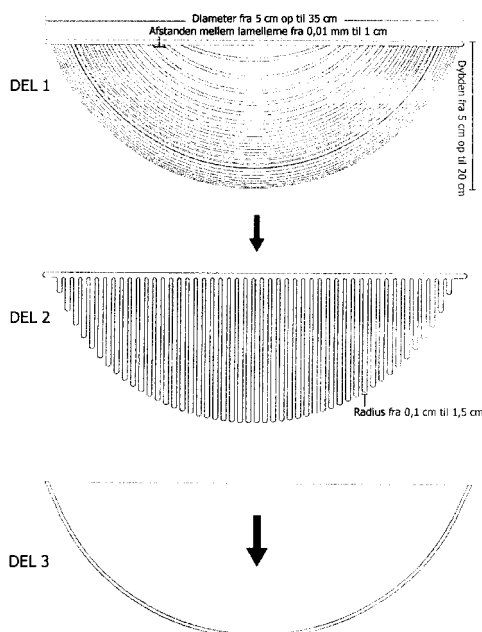 Diameter fra 5 cm op til 35 cm
Afstanden mellem lamellerne fra 0,01 mm til 1 cm
DEL 1
Dybden fra 5 cm op til 20 cm
DEL 2
Radius fra 0,1 cm til 1,5 cm
DEL 3